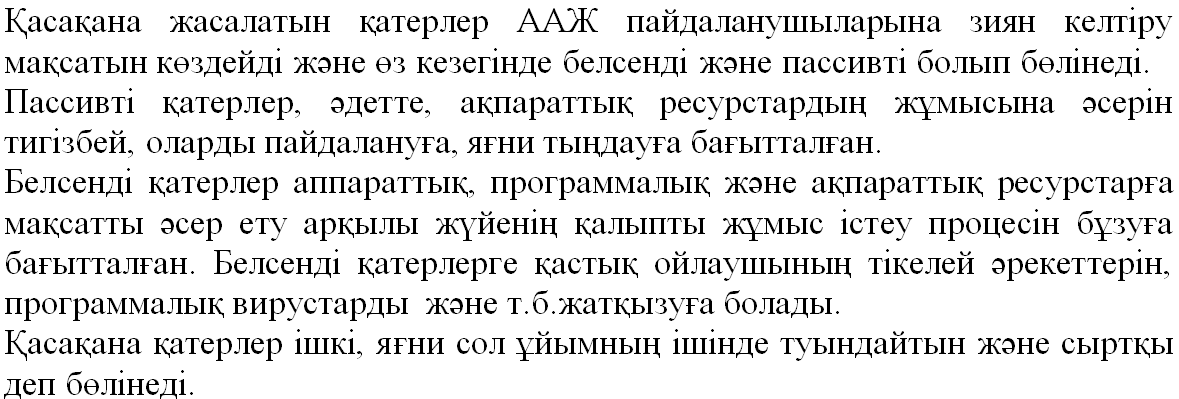 Қасақана жасалатын қатерлер ААЖ пайдаланушыларына зиян келтіру
мақсатын көздейді және өз кезегінде белсенді және пассивті болып бөлінеді.
Пассивті қатерлер, әдетте, ақпараттық ресурстардың жұмысына әсерін
тигізбей, оларды пайдалануға, яғни тыңдауға бағытталған.
Белсенді қатерлер аппараттық, программалық және ақпараттық ресурстарға
мақсатты әсер ету арқылы жүйенің қалыпты жұмыс істеу процесін бұзуға
бағытталған. Белсенді қатерлерге қастық ойлаушының тікелей әрекеттерін,
программалық вирустарды  және т.б.жатқызуға болады.
Қасақана қатерлер ішкі, яғни сол ұйымның ішінде туындайтын және сыртқы
деп бөлінеді.